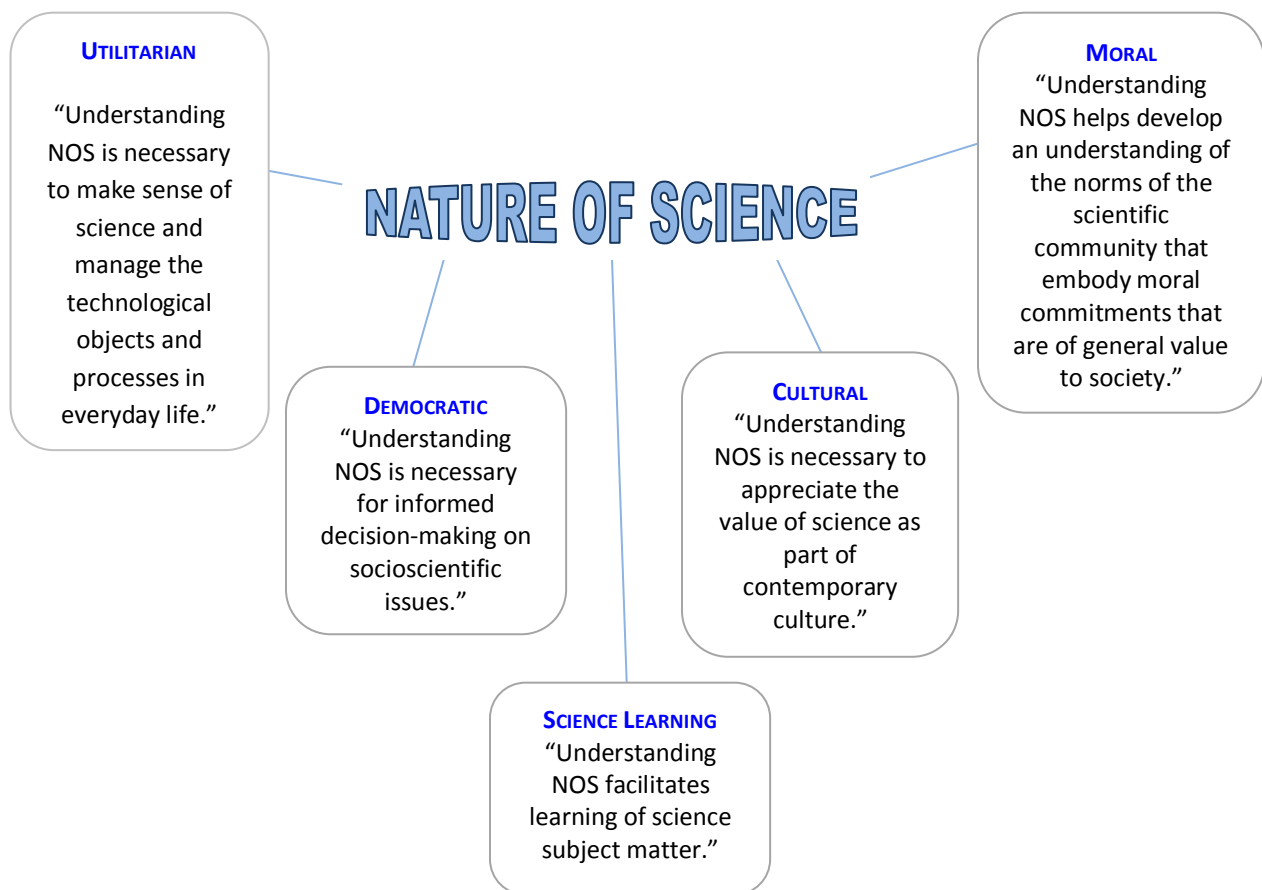 NATURE OF SCIENCE
UTILITARIAN
“Understanding
NOS is necessary
to make sense of
science and
manage the
technological
objects and
processes in
everyday life.”
DEMOCRATIC
“Understanding
NOS is necessary
for informed
decision-making on
socioscientific
issues.”
SCIENCE LEARNING
“Understanding
NOS facilitates
learning of science
subject matter.”
CULTURAL
“Understanding
NOS is necessary to
appreciate the
value of science as
part of
contemporary
culture.”
MORAL
“Understanding
NOS helps develop
an understanding of
the norms of the
scientific
community that
embody moral
commitments that
are of general value
to society.”